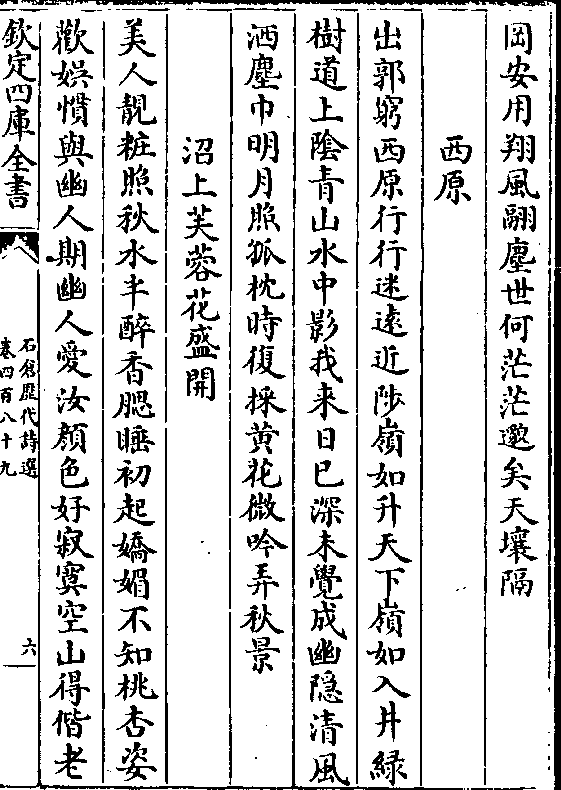 岡安用翔風翮塵世何茫茫邈矣天壤隔
西原
出郭窮西原行行迷遠近陟嶺如升天下嶺如入井緑
樹道上陰青山水中影我来日已深未覺成幽隠清風
洒塵巾明月照孤枕時復採黄花微吟弄秋景
沼上芙蓉花盛開
美人靚粧照秋水半醉香腮睡初起嬌媚不知桃杏姿
歡娯慣與幽人期幽人愛汝顔色好寂寞空山得偕老
欽定四庫全書
石倉歴代詩選
卷四百八十九
六